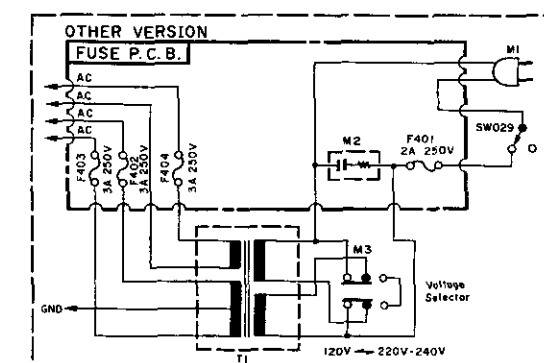 OTHER VERSION
FUSE P.C.B.
M1
AC
AC
AC
AC
F403
3A 250V
F402
3A 250V
F404
3A 250V
M2
F401
2A 250V
SW029
M3
Voltage
Selector
GND
T1
120V 220V-240V